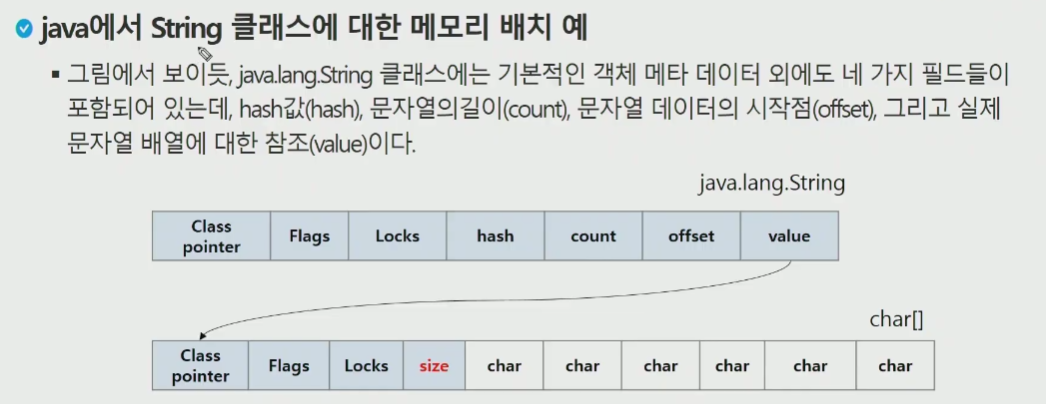 java에서 String 클래스에 대한 메모리 배치 예
▪ 그림에서 보이듯, java.lang.String 클래스에는 기본적인 객체 메타 데이터 외에도 네 가지 필드들이
포함되어 있는데, hash값(hash), 문자열의길이(count), 문자열 데이터의 시작점(offset), 그리고 실제
문자열 배열에 대한 참조(value)이다.
java.lang.String
Class pointer Flags Locks hash count offset value
char[]
Class pointer Flags Locks size char char char char char char